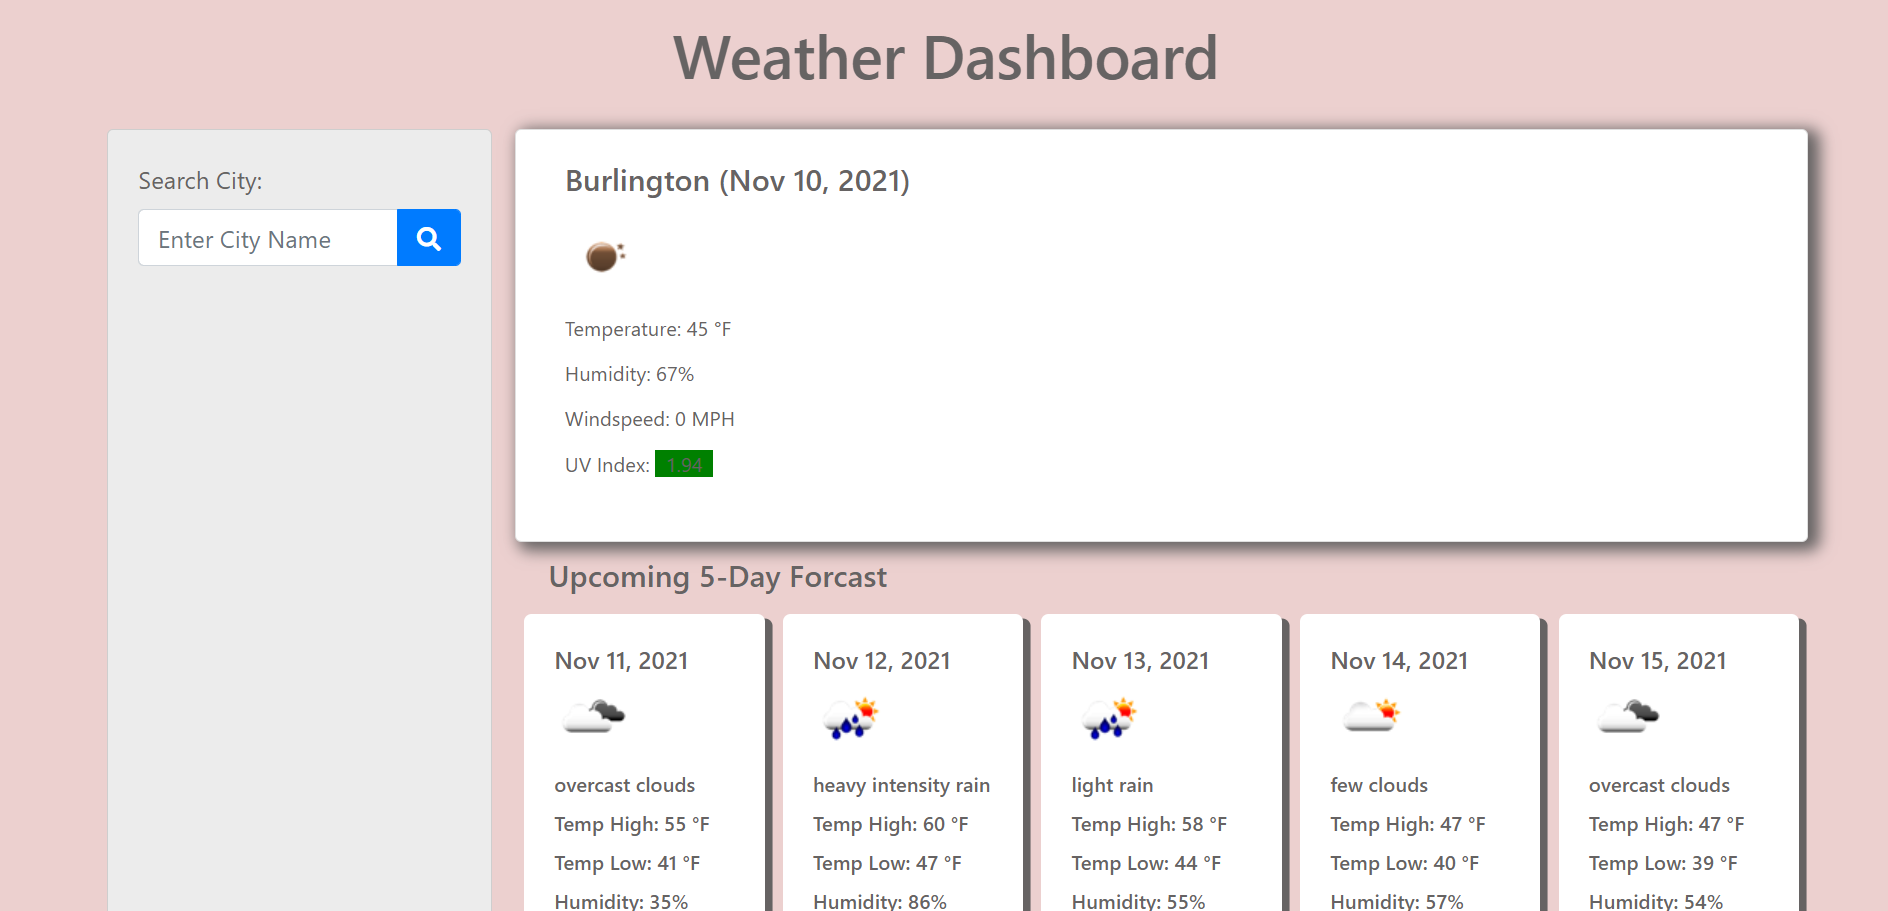 Weather Dashboard
Search City:
Enter City Name
Burlington (Nov 10, 2021)
Temperature: 45 °F
Humidity: 67%
Windspeed: 0 MPH
UV Index: 1.94
Upcoming 5-Day Forcast
Nov 11, 2021
overcast clouds
Temp High: 55 °F
Temp Low: 41 °F
Humidity: 35%
Nov 12, 2021
heavy intensity rain
Temp High: 60 °F
Temp Low: 47 °F
Humidity: 86%
Nov 13, 2021
light rain
Temp High: 58 °F
Temp Low: 44 °F
Humidity: 55%
Nov 14, 2021
few clouds
Temp High: 47 °F
Temp Low: 40 °F
Humidity: 57%
Nov 15, 2021
overcast clouds
Temp High: 47 °F
Temp Low: 39 °F
Humidity: 54%